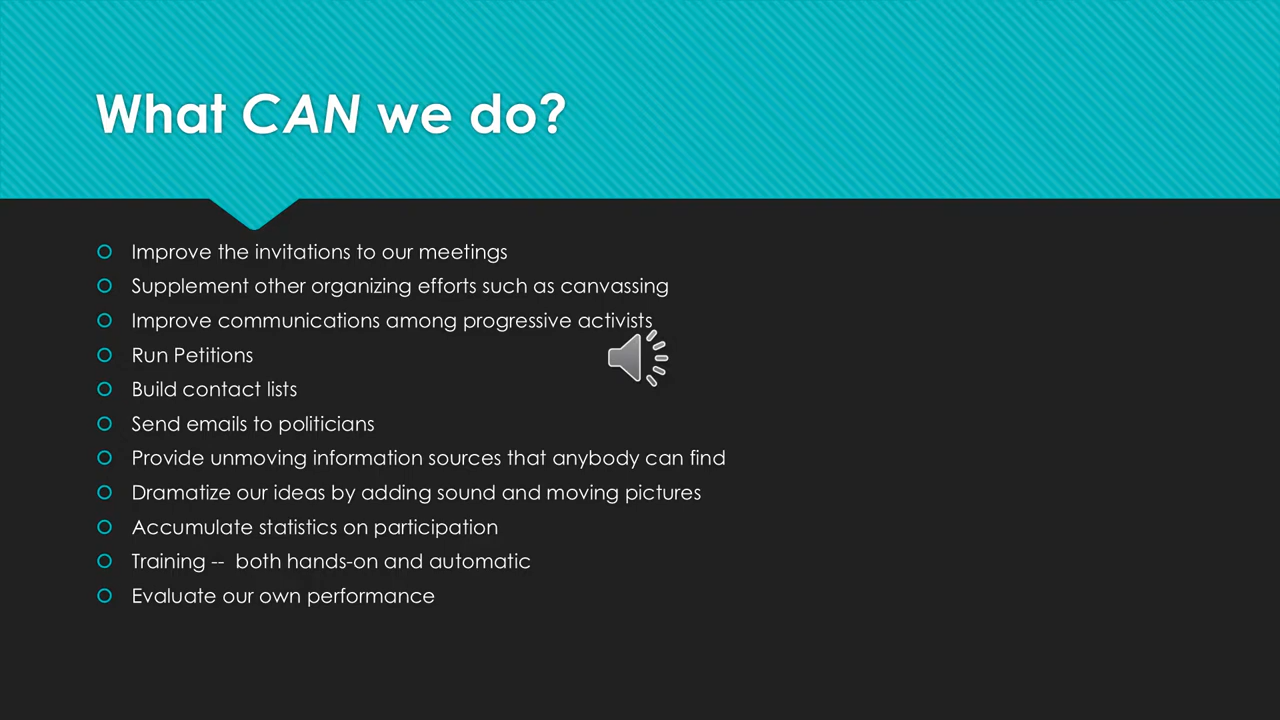 What CAN we do?
Improve the invitations to our meetings
Supplement other organizing efforts such as canvassing
Improve communications among progressive activists
Run Petitions
Build contact lists
Send emails to politicians
Provide unmoving information sources that anybody can find
Dramatize our ideas by adding sound and moving pictures
Accumulate statistics on participation
Training --  both hands-on and automatic
Evaluate our own performance